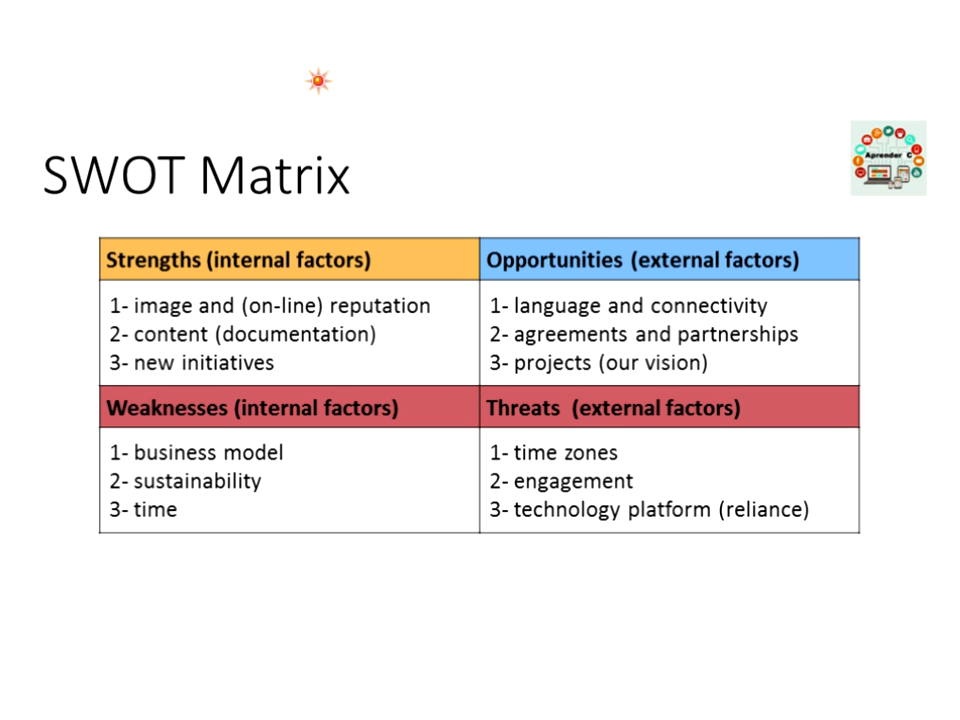 Aprender C
SWOT Matrix
Strengths (internal factors)
1- image and (on-line) reputation
2- content (documentation)
3- new initiatives
Opportunities (external factors)
1- language and connectivity
2- agreements and partnerships
3- projects (our vision)
Weaknesses (internal factors)
1- business model
2- sustainability
3- time
Threats (external factors)
1- time zones
2- engagement
3- technology platform (reliance)